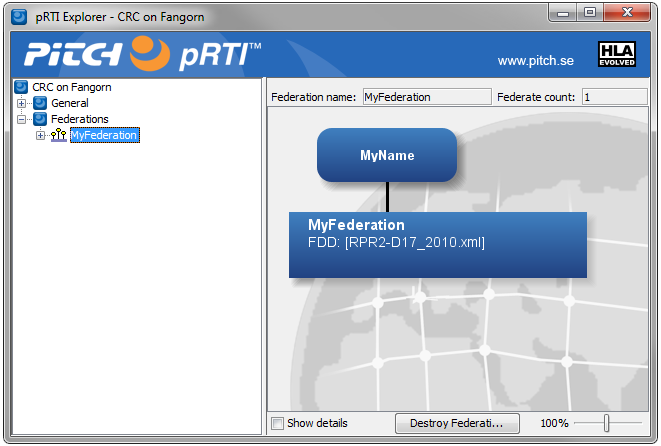 pRTI Explorer - CRC on Fangorn
PITCH pRTI™
www.pitch.se
HLA
EVOLVED
CRC on Fangorn
General
Federations
MyFederation
Federation name: MyFederation Federate count: 1
MyName
MyFederation
FDD: [RPR2-D17_2010.xml]
Show details Destroy Federati... 100%